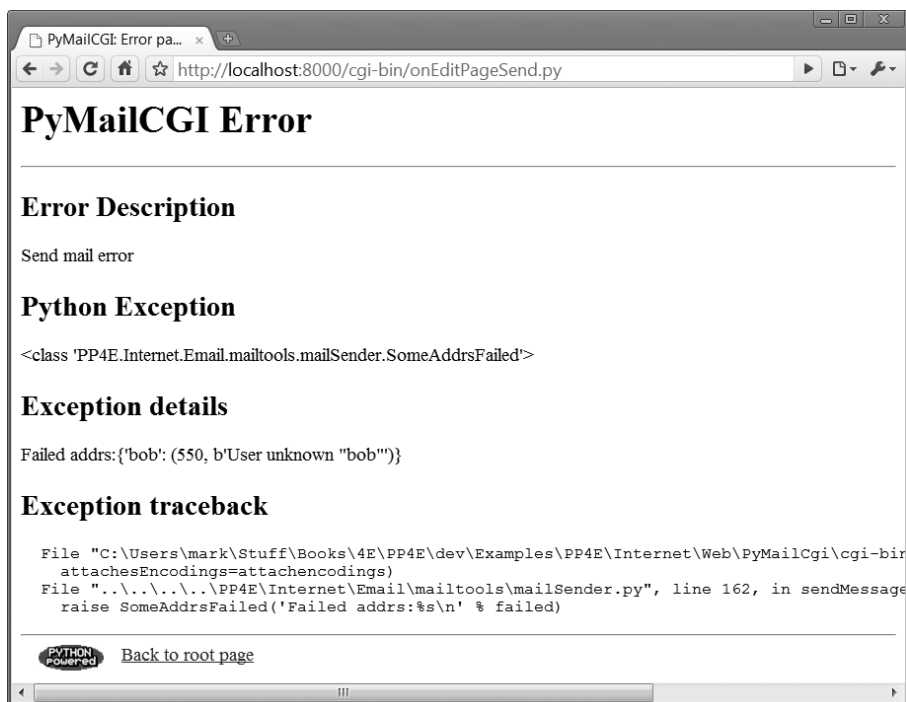 PyMailCGI: Error pa...
http://localhost:8000/cgi-bin/onEditPageSend.py
PyMailCGI Error
Error Description
Send mail error
Python Exception
<class 'PP4E.Internet.Email.mailtools.mailSender.SomeAddrsFailed'>
Exception details
Failed addrs:{'bob': (550, b'User unknown "bob"')}
Exception traceback
File "C:\Users\mark\Stuff\Books\4E\PP4E\dev\Examples\PP4E\Internet\Web\PyMailCgi\cgi-bin
attachesEncodings=attachencodings)
File "..\..\..\..\PP4E\Internet\Email\mailtools\mailSender.py", line 162, in sendMessage
raise SomeAddrsFailed('Failed addrs:%s\n' % failed)
PYTHON
Powered
Back to root page